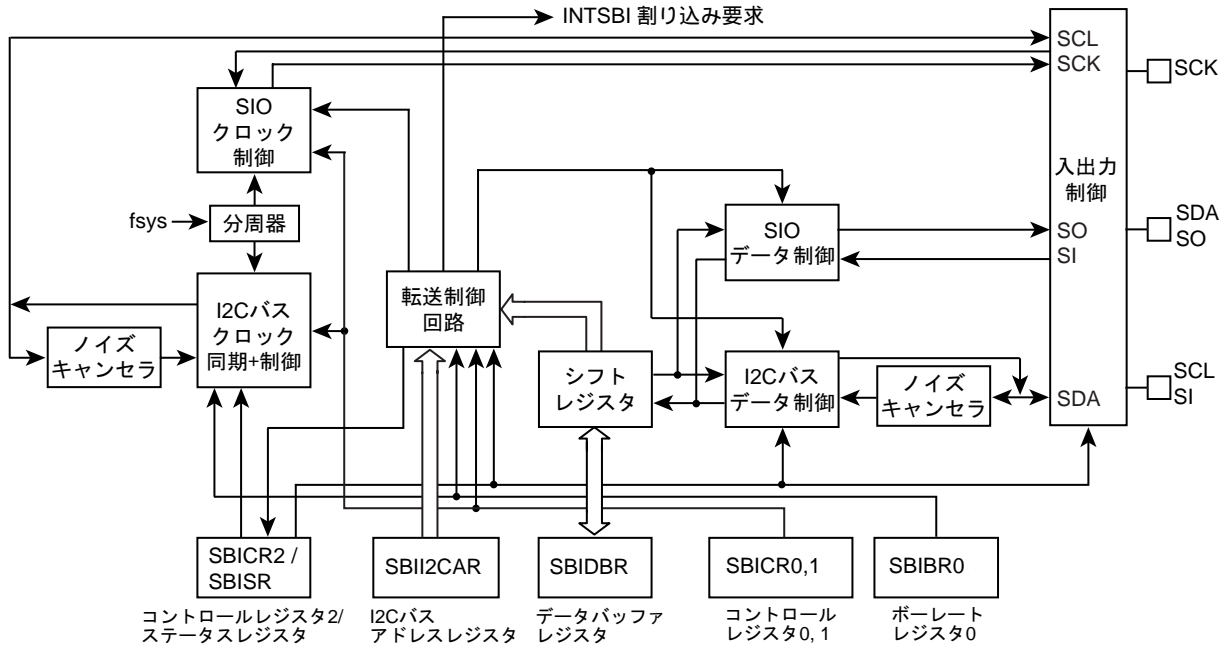 INTSBI 割り込み要求
SCL
SCK
SCK
SIO
クロック
制御
入出力
制御
fsys
分周器
SIO
データ制御
SO
SI
SDA
SO
I2Cバス
クロック
同期+制御
転送制御
回路
ノイズ
キャンセラ
シフト
レジスタ
I2Cバス
データ制御
ノイズ
キャンセラ
SDA
SCL
SI
SBICR2 /
SBISR
SBII2CAR
SBIDBR
SBICR0,1
SBIBR0
コントロールレジスタ2/
ステータスレジスタ
I2Cバス
アドレスレジスタ
データバッファ
レジスタ
コントロール
レジスタ0, 1
ボーレート
レジスタ0